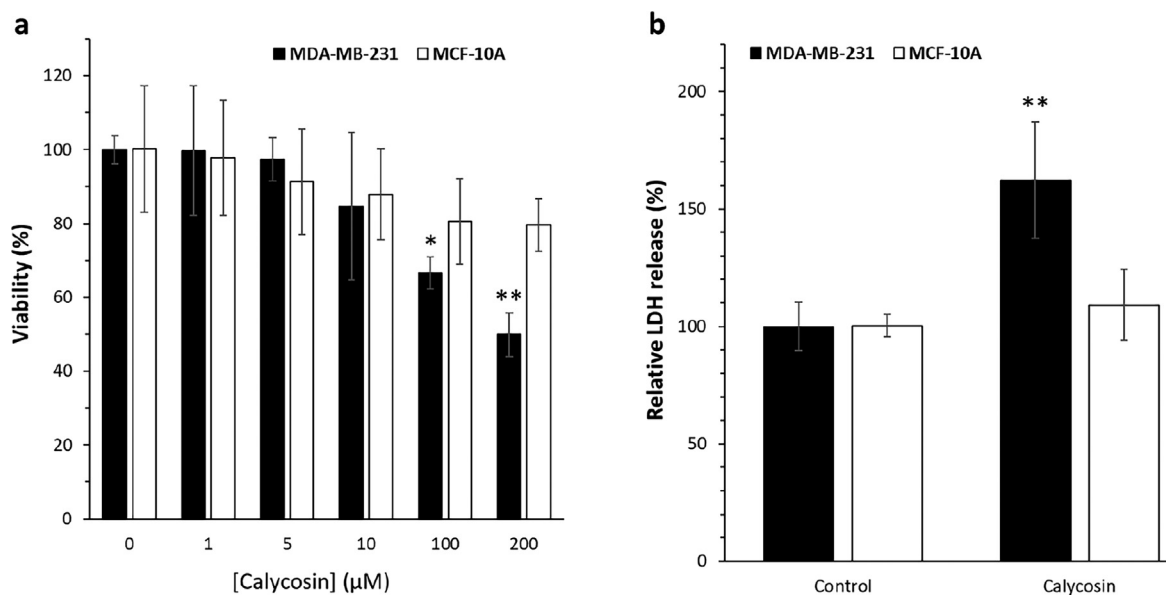 a
MDA-MB-231 MCF-10A
120
100
80
60
40
20
0
Viability (%)
*
**
0 1 5 10 100 200
[Calycosin] (µM)
b
MDA-MB-231 MCF-10A
200
150
100
50
0
Relative LDH release (%)
**
Control Calycosin